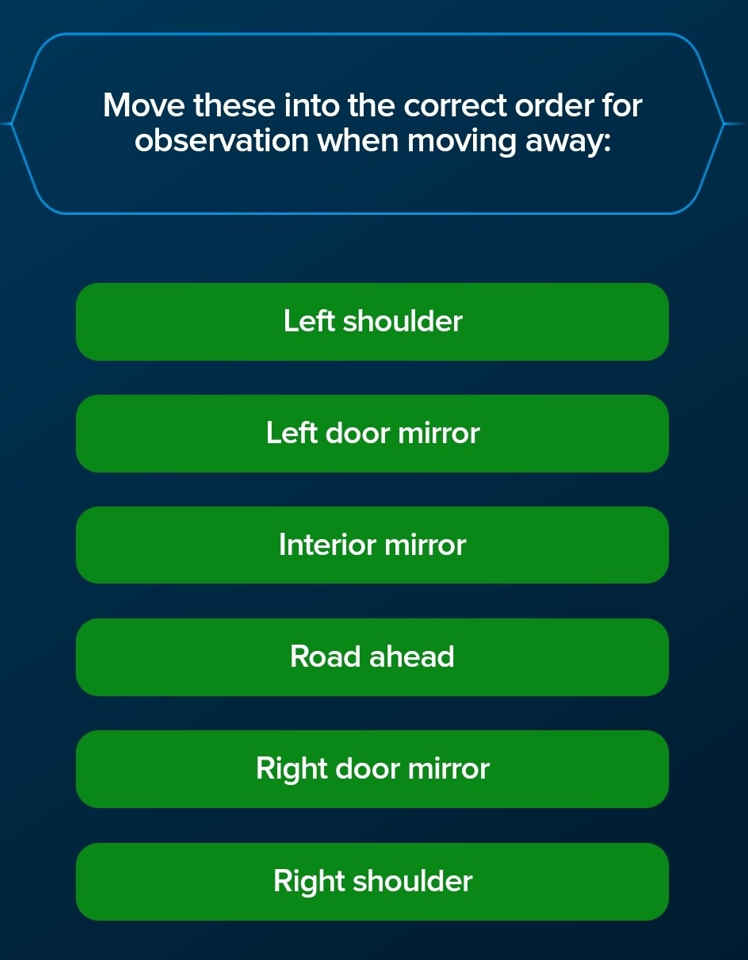 Move these into the correct order for
observation when moving away:
Left shoulder
Left door mirror
Interior mirror
Road ahead
Right door mirror
Right shoulder